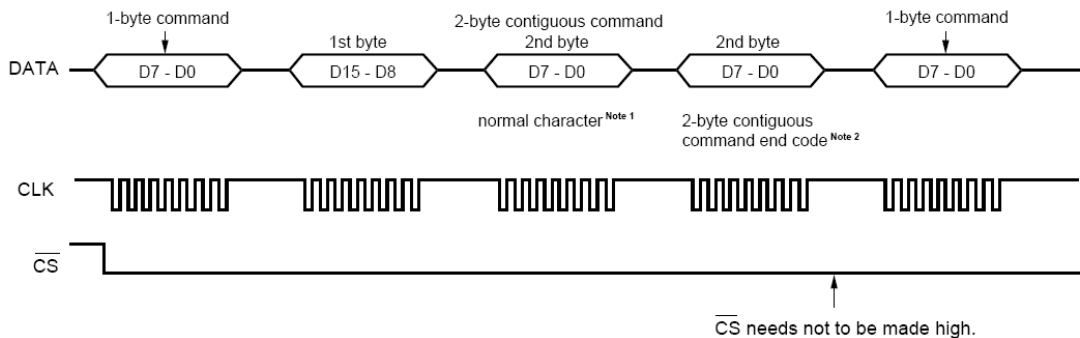 1-byte command
2-byte contiguous command
1-byte command
1st byte
2nd byte
2nd byte
DATA
D7 - D0
D15 - D8
D7 - D0
D7 - D0
D7 - D0
normal character Note 1
2-byte contiguous
command end code Note 2
CLK
CS
CS needs not to be made high.